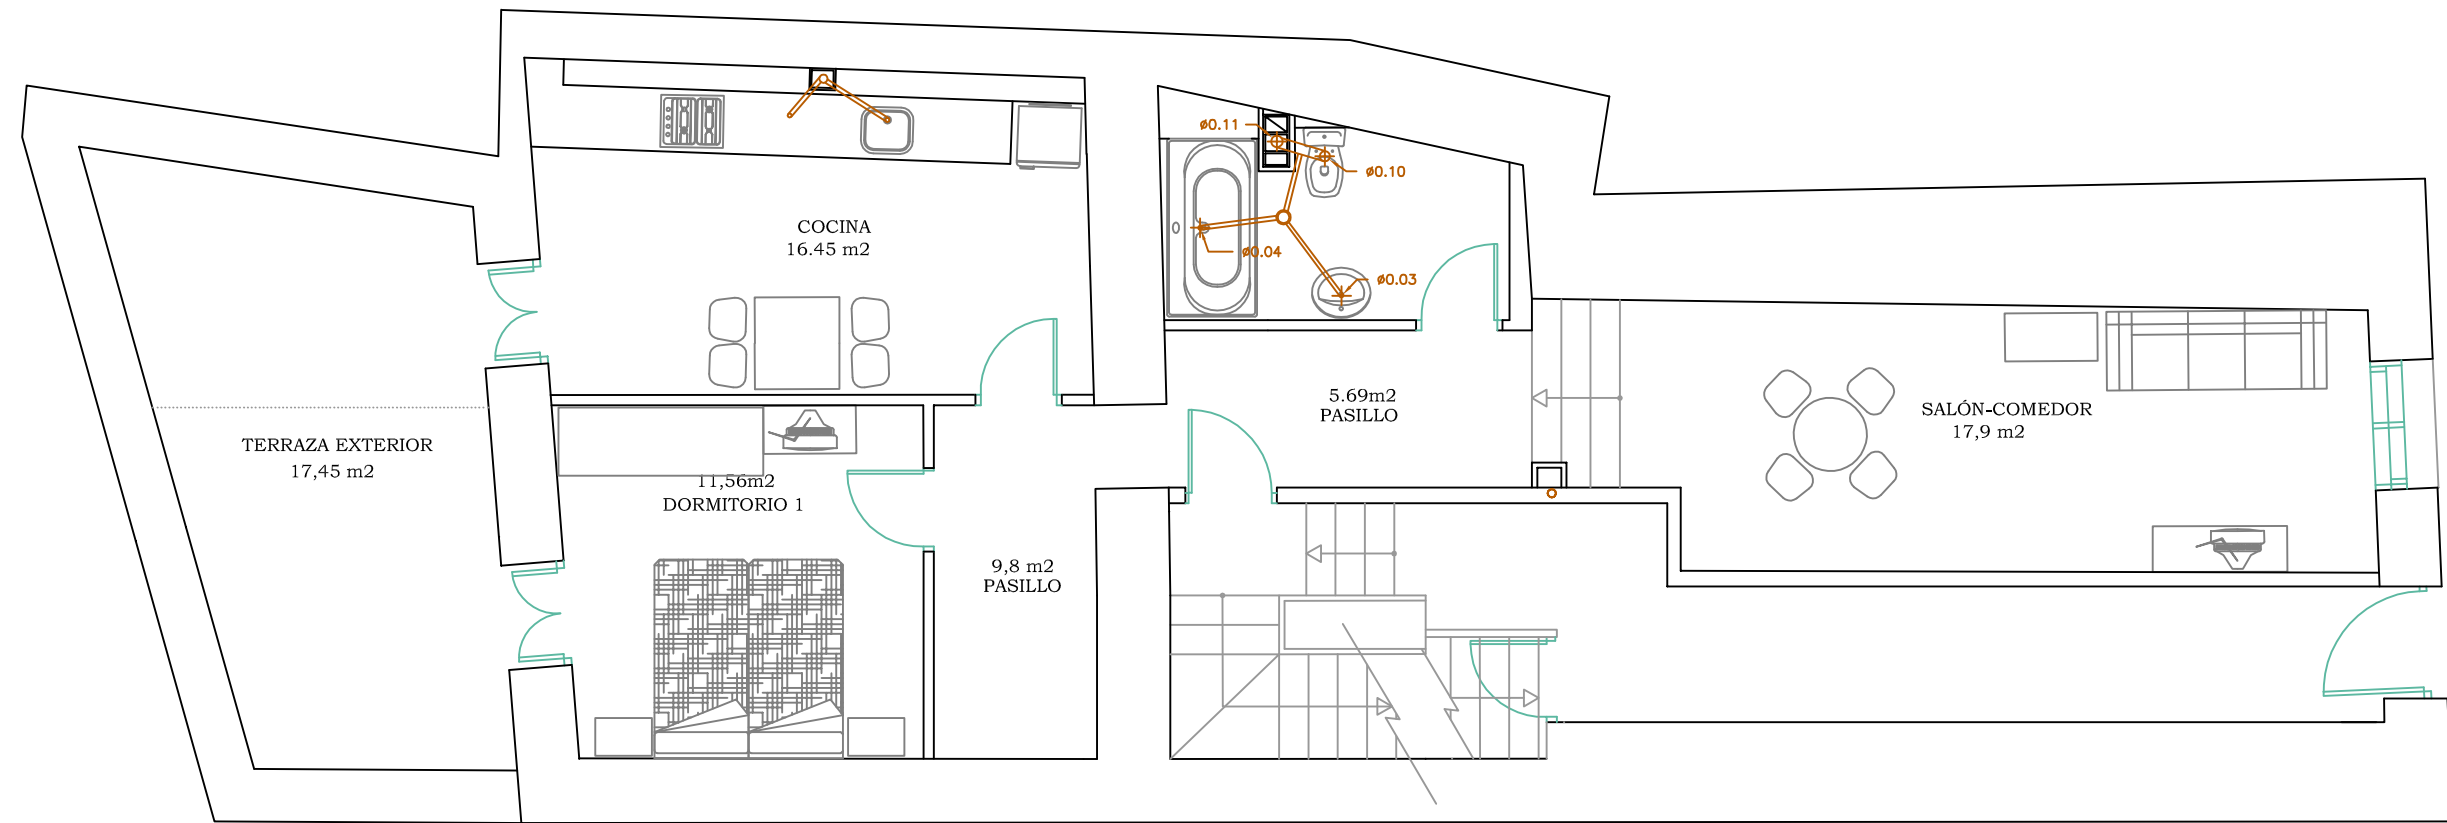 ø0.11
ø0.10
COCINA
16.45 m2
ø0.04
ø0.03
5.69m2
PASILLO
SALÓN-COMEDOR
17,9 m2
TERRAZA EXTERIOR
17,45 m2
11,56m2
DORMITORIO 1
9,8 m2
PASILLO